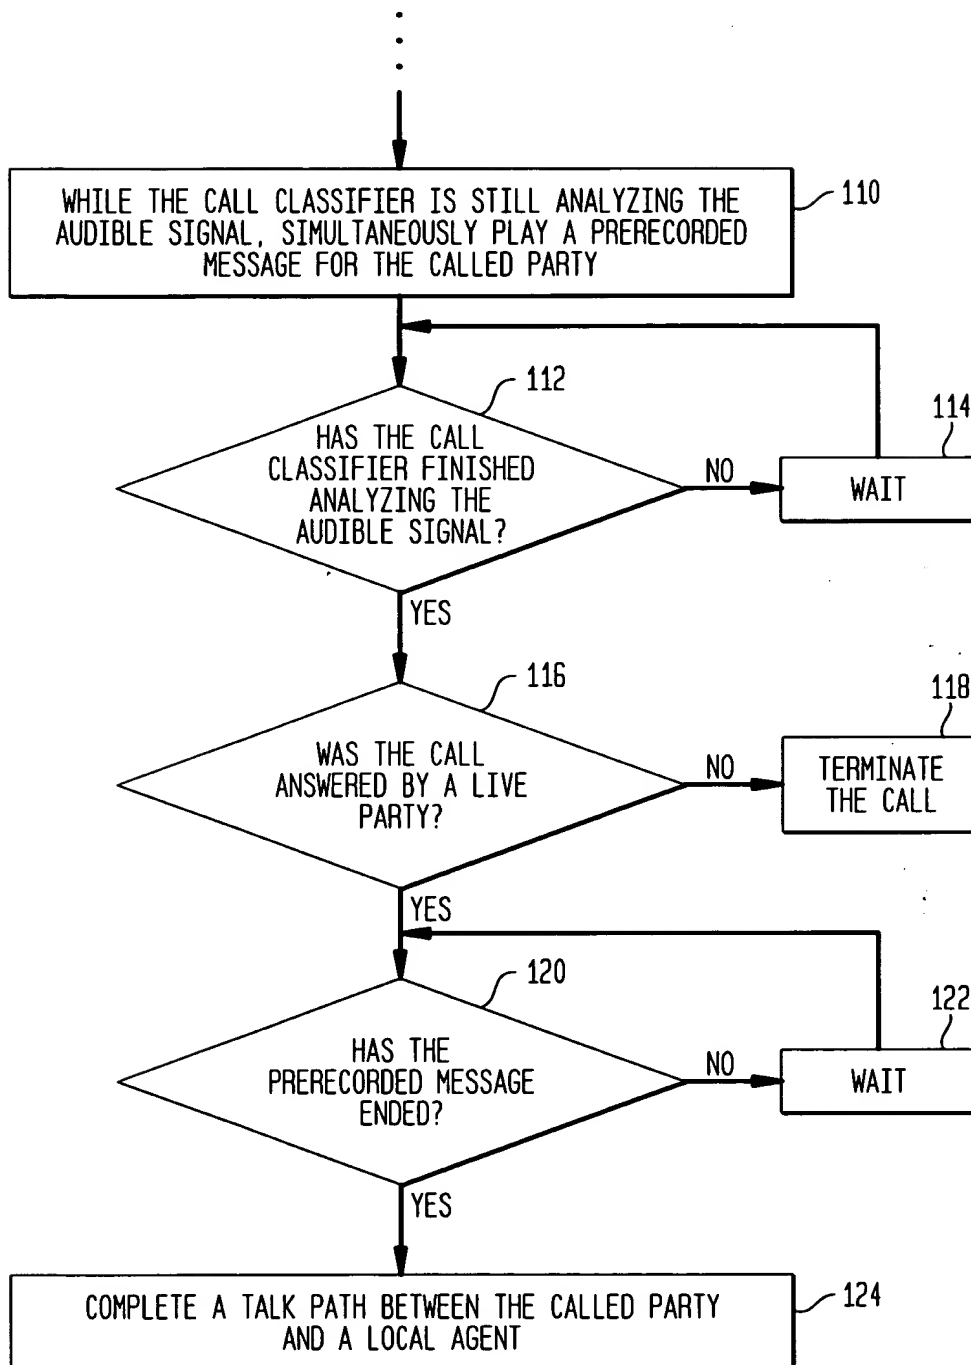 WHILE THE CALL CLASSIFIER IS STILL ANALYZING THE
AUDIBLE SIGNAL, SIMULTANEOUSLY PLAY A PRERECORDED
MESSAGE FOR THE CALLED PARTY
110
112
HAS THE CALL
CLASSIFIER FINISHED
ANALYZING THE
AUDIBLE SIGNAL?
NO
114
WAIT
YES
116
WAS THE CALL
ANSWERED BY A LIVE
PARTY?
NO
118
TERMINATE
THE CALL
YES
120
HAS THE
PRERECORDED MESSAGE
ENDED?
NO
122
WAIT
YES
COMPLETE A TALK PATH BETWEEN THE CALLED PARTY
AND A LOCAL AGENT
124